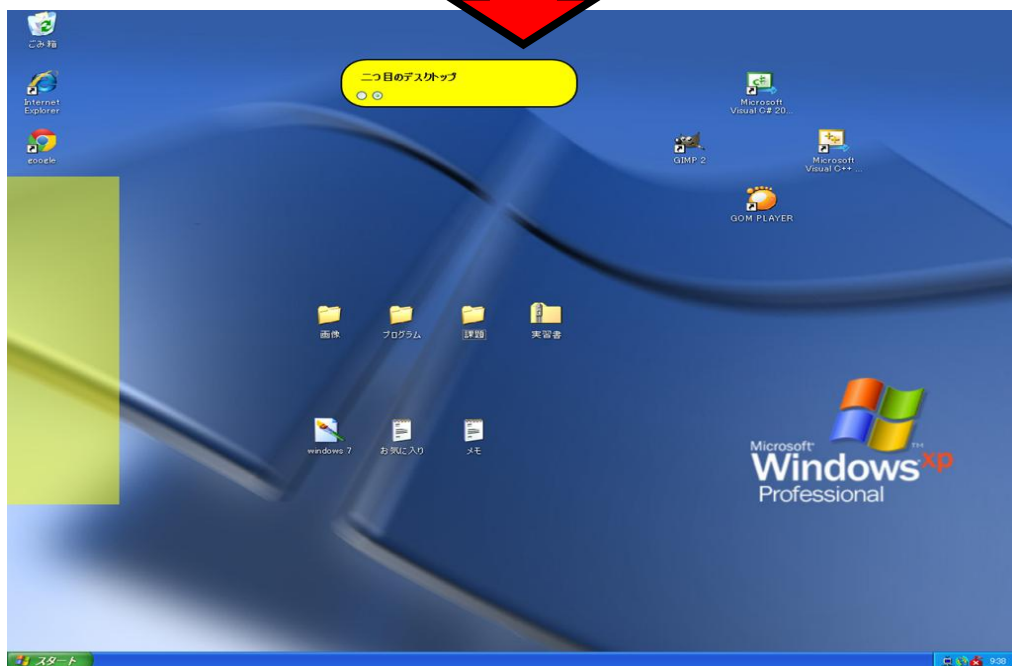 ごみ箱
Internet
Explorer
google
二つ目のデスクトップ
Microsoft
Visual C# 20...
GIMP 2
Microsoft
Visual C++ ...
GOM PLAYER
画像
プログラム
課題
実習書
windows 7
お気に入り
メモ
Microsoft
Windows xp
TM
Professional
スタート
9:38